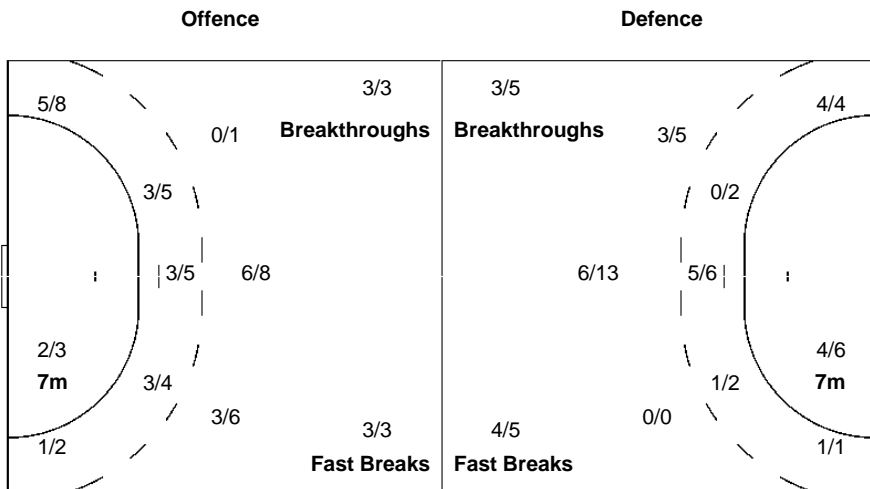 Offence Defence
3/3 3/5
5/8 4/4
0/1 Breakthroughs Breakthroughs 3/5
3/5 0/2
3/5 6/8 6/13 5/6
2/3 4/6
7m 3/4 1/2 7m
3/6 0/0
3/3 4/5
1/2 1/1
Fast Breaks Fast Breaks